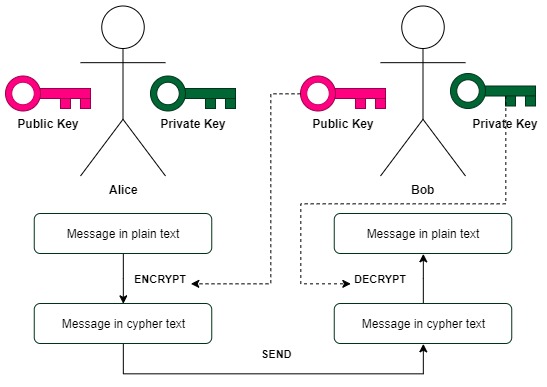 Public Key
Private Key
Public Key
Private Key
Alice
Bob
Message in plain text
Message in plain text
ENCRYPT
DECRYPT
Message in cypher text
Message in cypher text
SEND